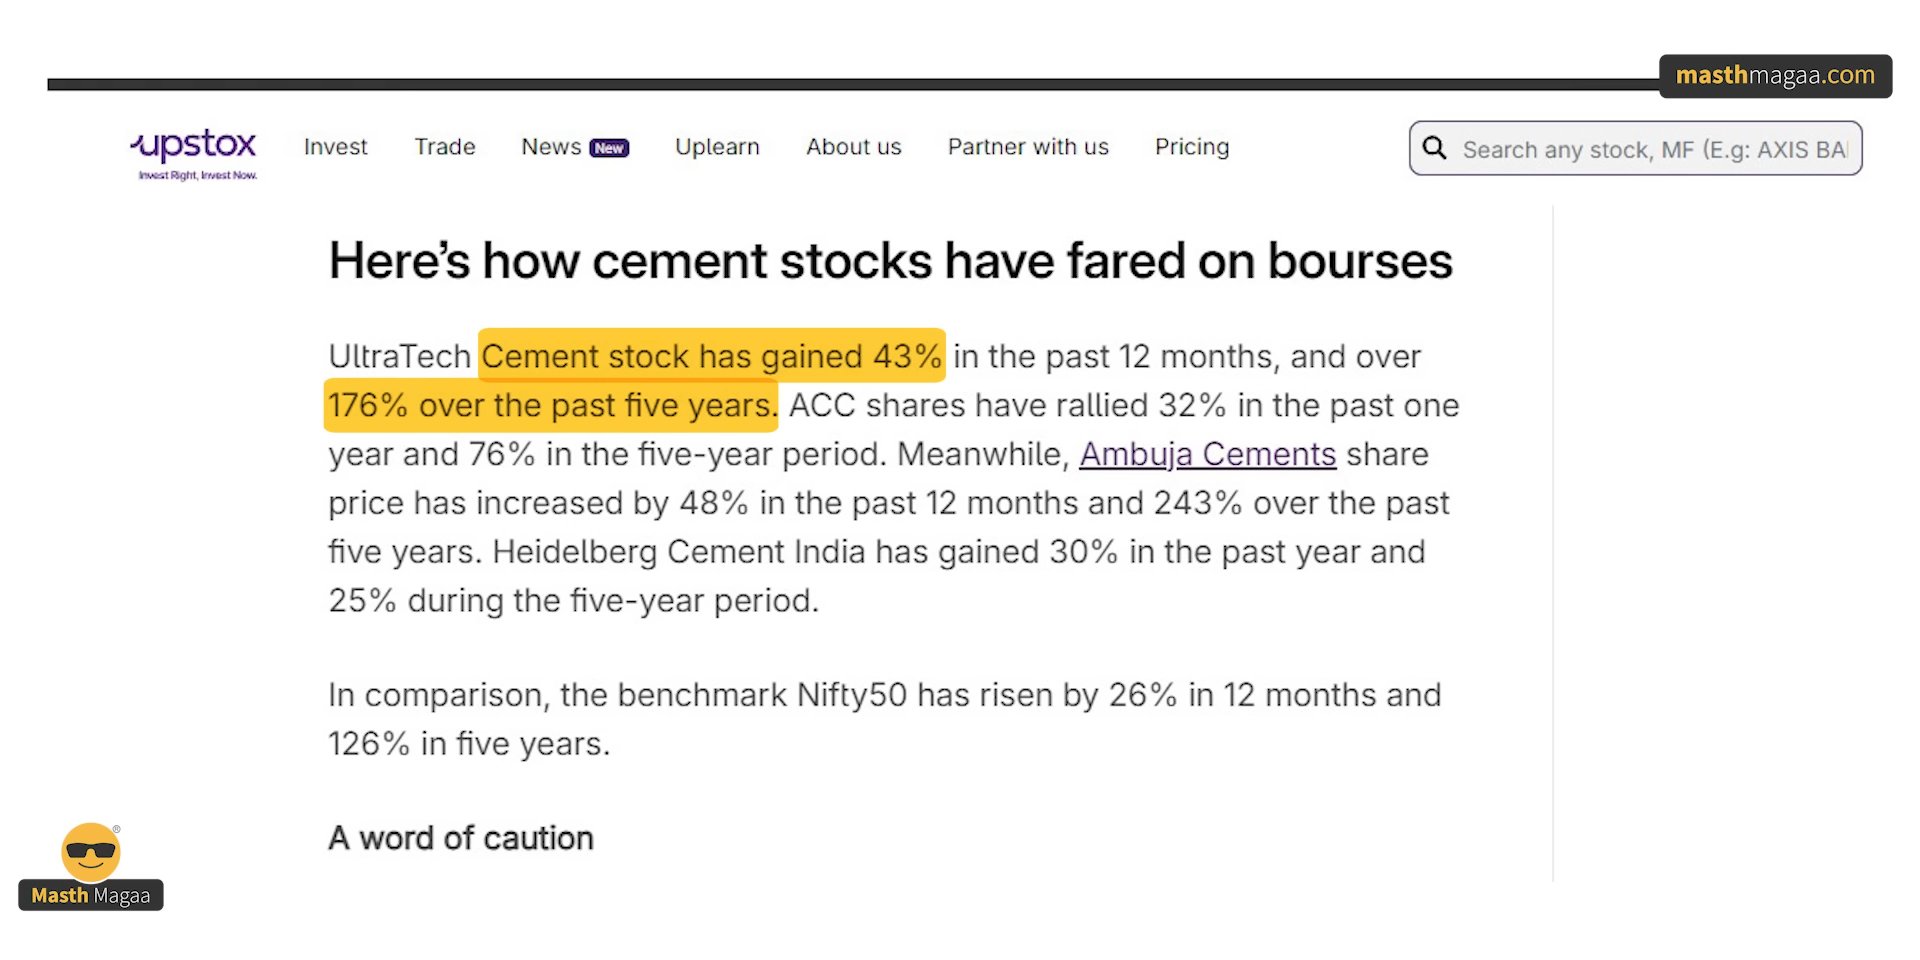 masthmagaa.com
upstox
Invest Right, Invest Now.
Invest
Trade
News New
Uplearn
About us
Partner with us
Pricing
Search any stock, MF (E.g: AXIS BA
Here’s how cement stocks have fared on bourses
UltraTech Cement stock has gained 43% in the past 12 months, and over
176% over the past five years. ACC shares have rallied 32% in the past one
year and 76% in the five-year period. Meanwhile, Ambuja Cements share
price has increased by 48% in the past 12 months and 243% over the past
five years. Heidelberg Cement India has gained 30% in the past year and
25% during the five-year period.
In comparison, the benchmark Nifty50 has risen by 26% in 12 months and
126% in five years.
A word of caution
®
Masth Magaa